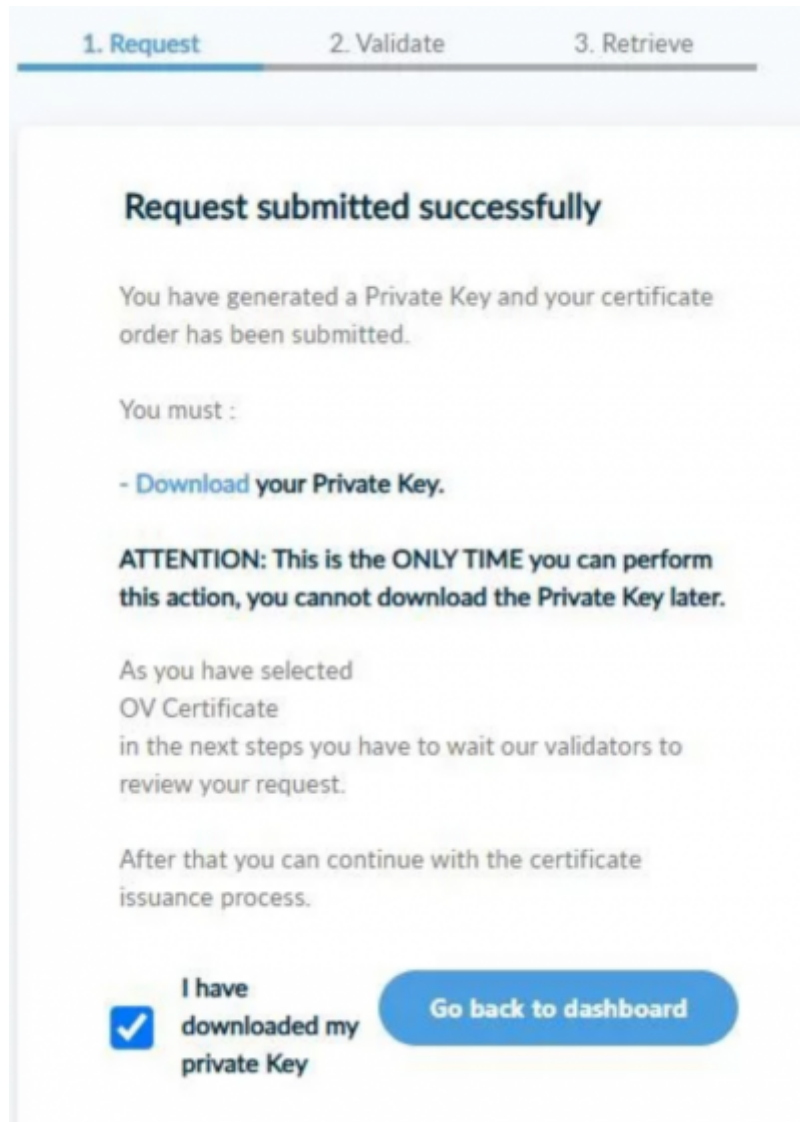 1. Request 2. Validate 3. Retrieve
Request submitted successfully
You have generated a Private Key and your certificate
order has been submitted.
You must :
- Download your Private Key.
ATTENTION: This is the ONLY TIME you can perform
this action, you cannot download the Private Key later.
As you have selected
OV Certificate
in the next steps you have to wait our validators to
review your request.
After that you can continue with the certificate
issuance process.
I have
downloaded my
private Key
Go back to dashboard